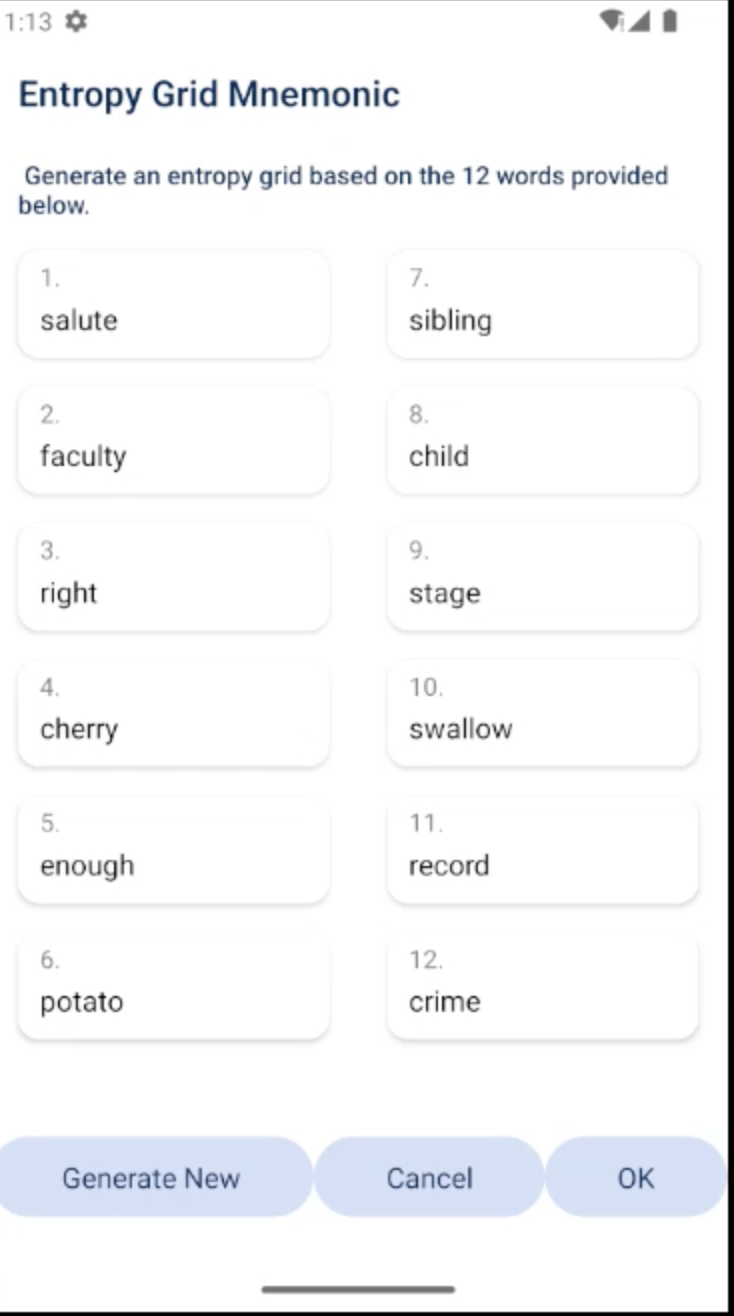 1:13
Entropy Grid Mnemonic
Generate an entropy grid based on the 12 words provided
below.
1.
salute
2.
faculty
3.
right
4.
cherry
5.
enough
6.
potato
7.
sibling
8.
child
9.
stage
10.
swallow
11.
record
12.
crime
Generate New
Cancel
OK